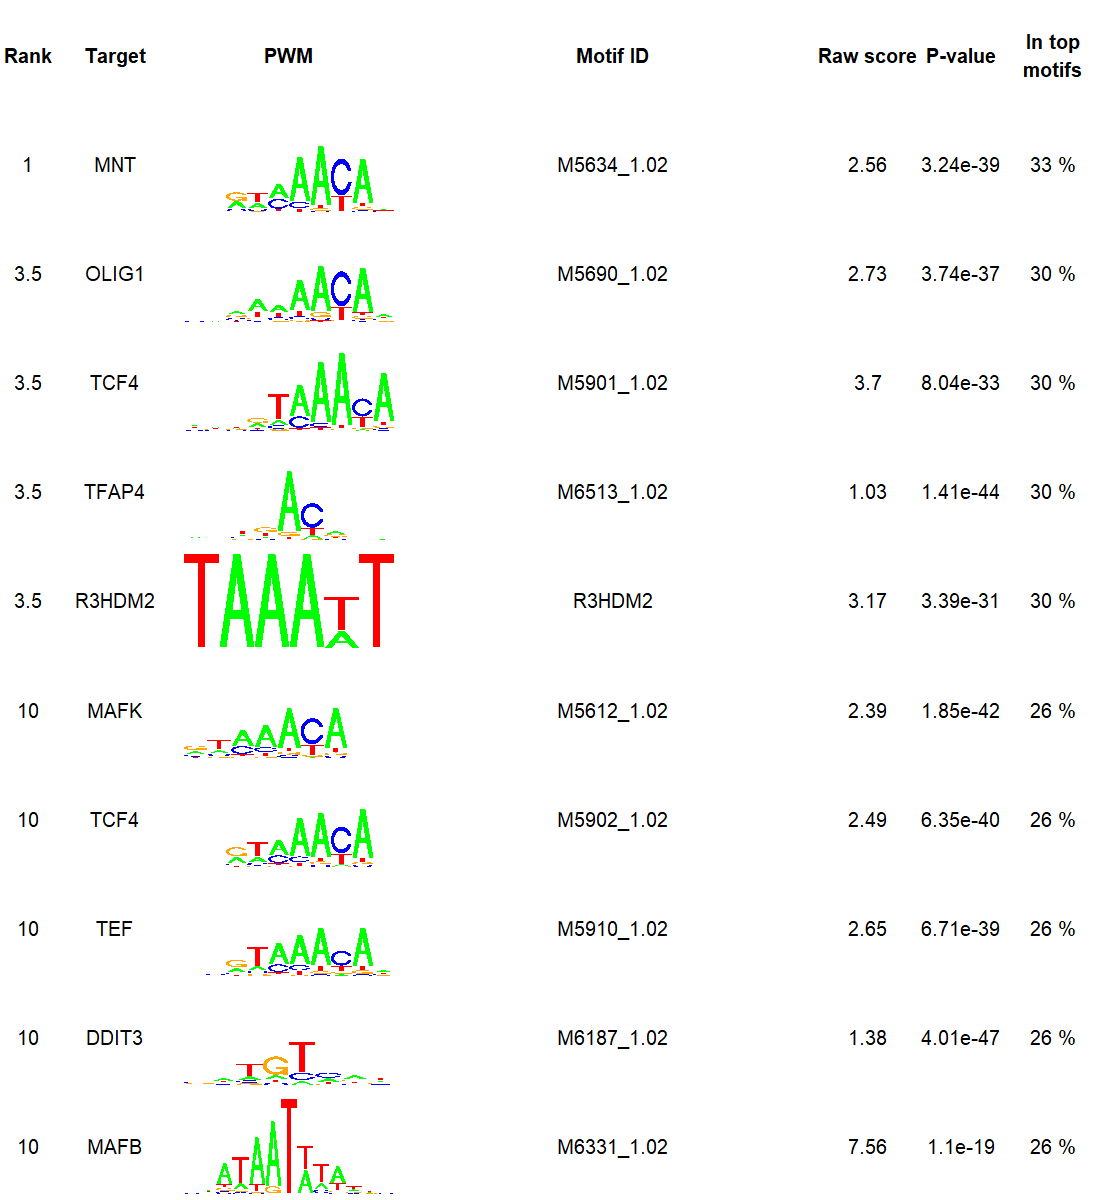 Rank Target PWM Motif ID Raw score P-value In top motifs
1 MNT M5634_1.02 2.56 3.24e-39 33 %
3.5 OLIG1 M5690_1.02 2.73 3.74e-37 30 %
3.5 TCF4 M5901_1.02 3.7 8.04e-33 30 %
3.5 TFAP4 M6513_1.02 1.03 1.41e-44 30 %
3.5 R3HDM2 TAAATT R3HDM2 3.17 3.39e-31 30 %
10 MAFK M5612_1.02 2.39 1.85e-42 26 %
10 TCF4 M5902_1.02 2.49 6.35e-40 26 %
10 TEF M5910_1.02 2.65 6.71e-39 26 %
10 DDIT3 M6187_1.02 1.38 4.01e-47 26 %
10 MAFB M6331_1.02 7.56 1.1e-19 26 %